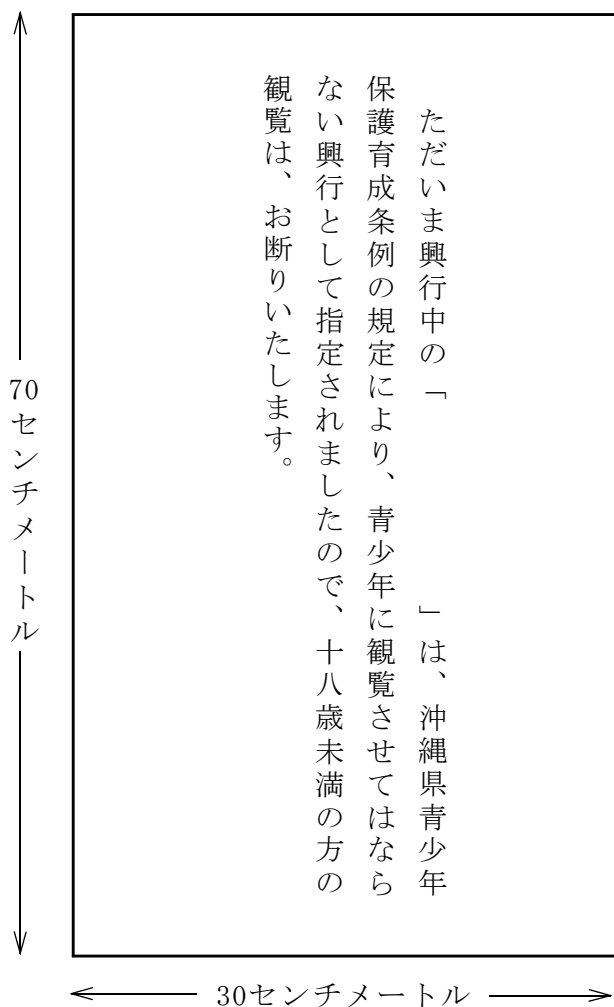 ただいま興行中の「　　　　　　」は、沖縄県青少年
保護育成条例の規定により、青少年に観覧させてはなら
ない興行として指定されましたので、十八歳未満の方の
観覧は、お断りいたします。
70センチメートル
30センチメートル